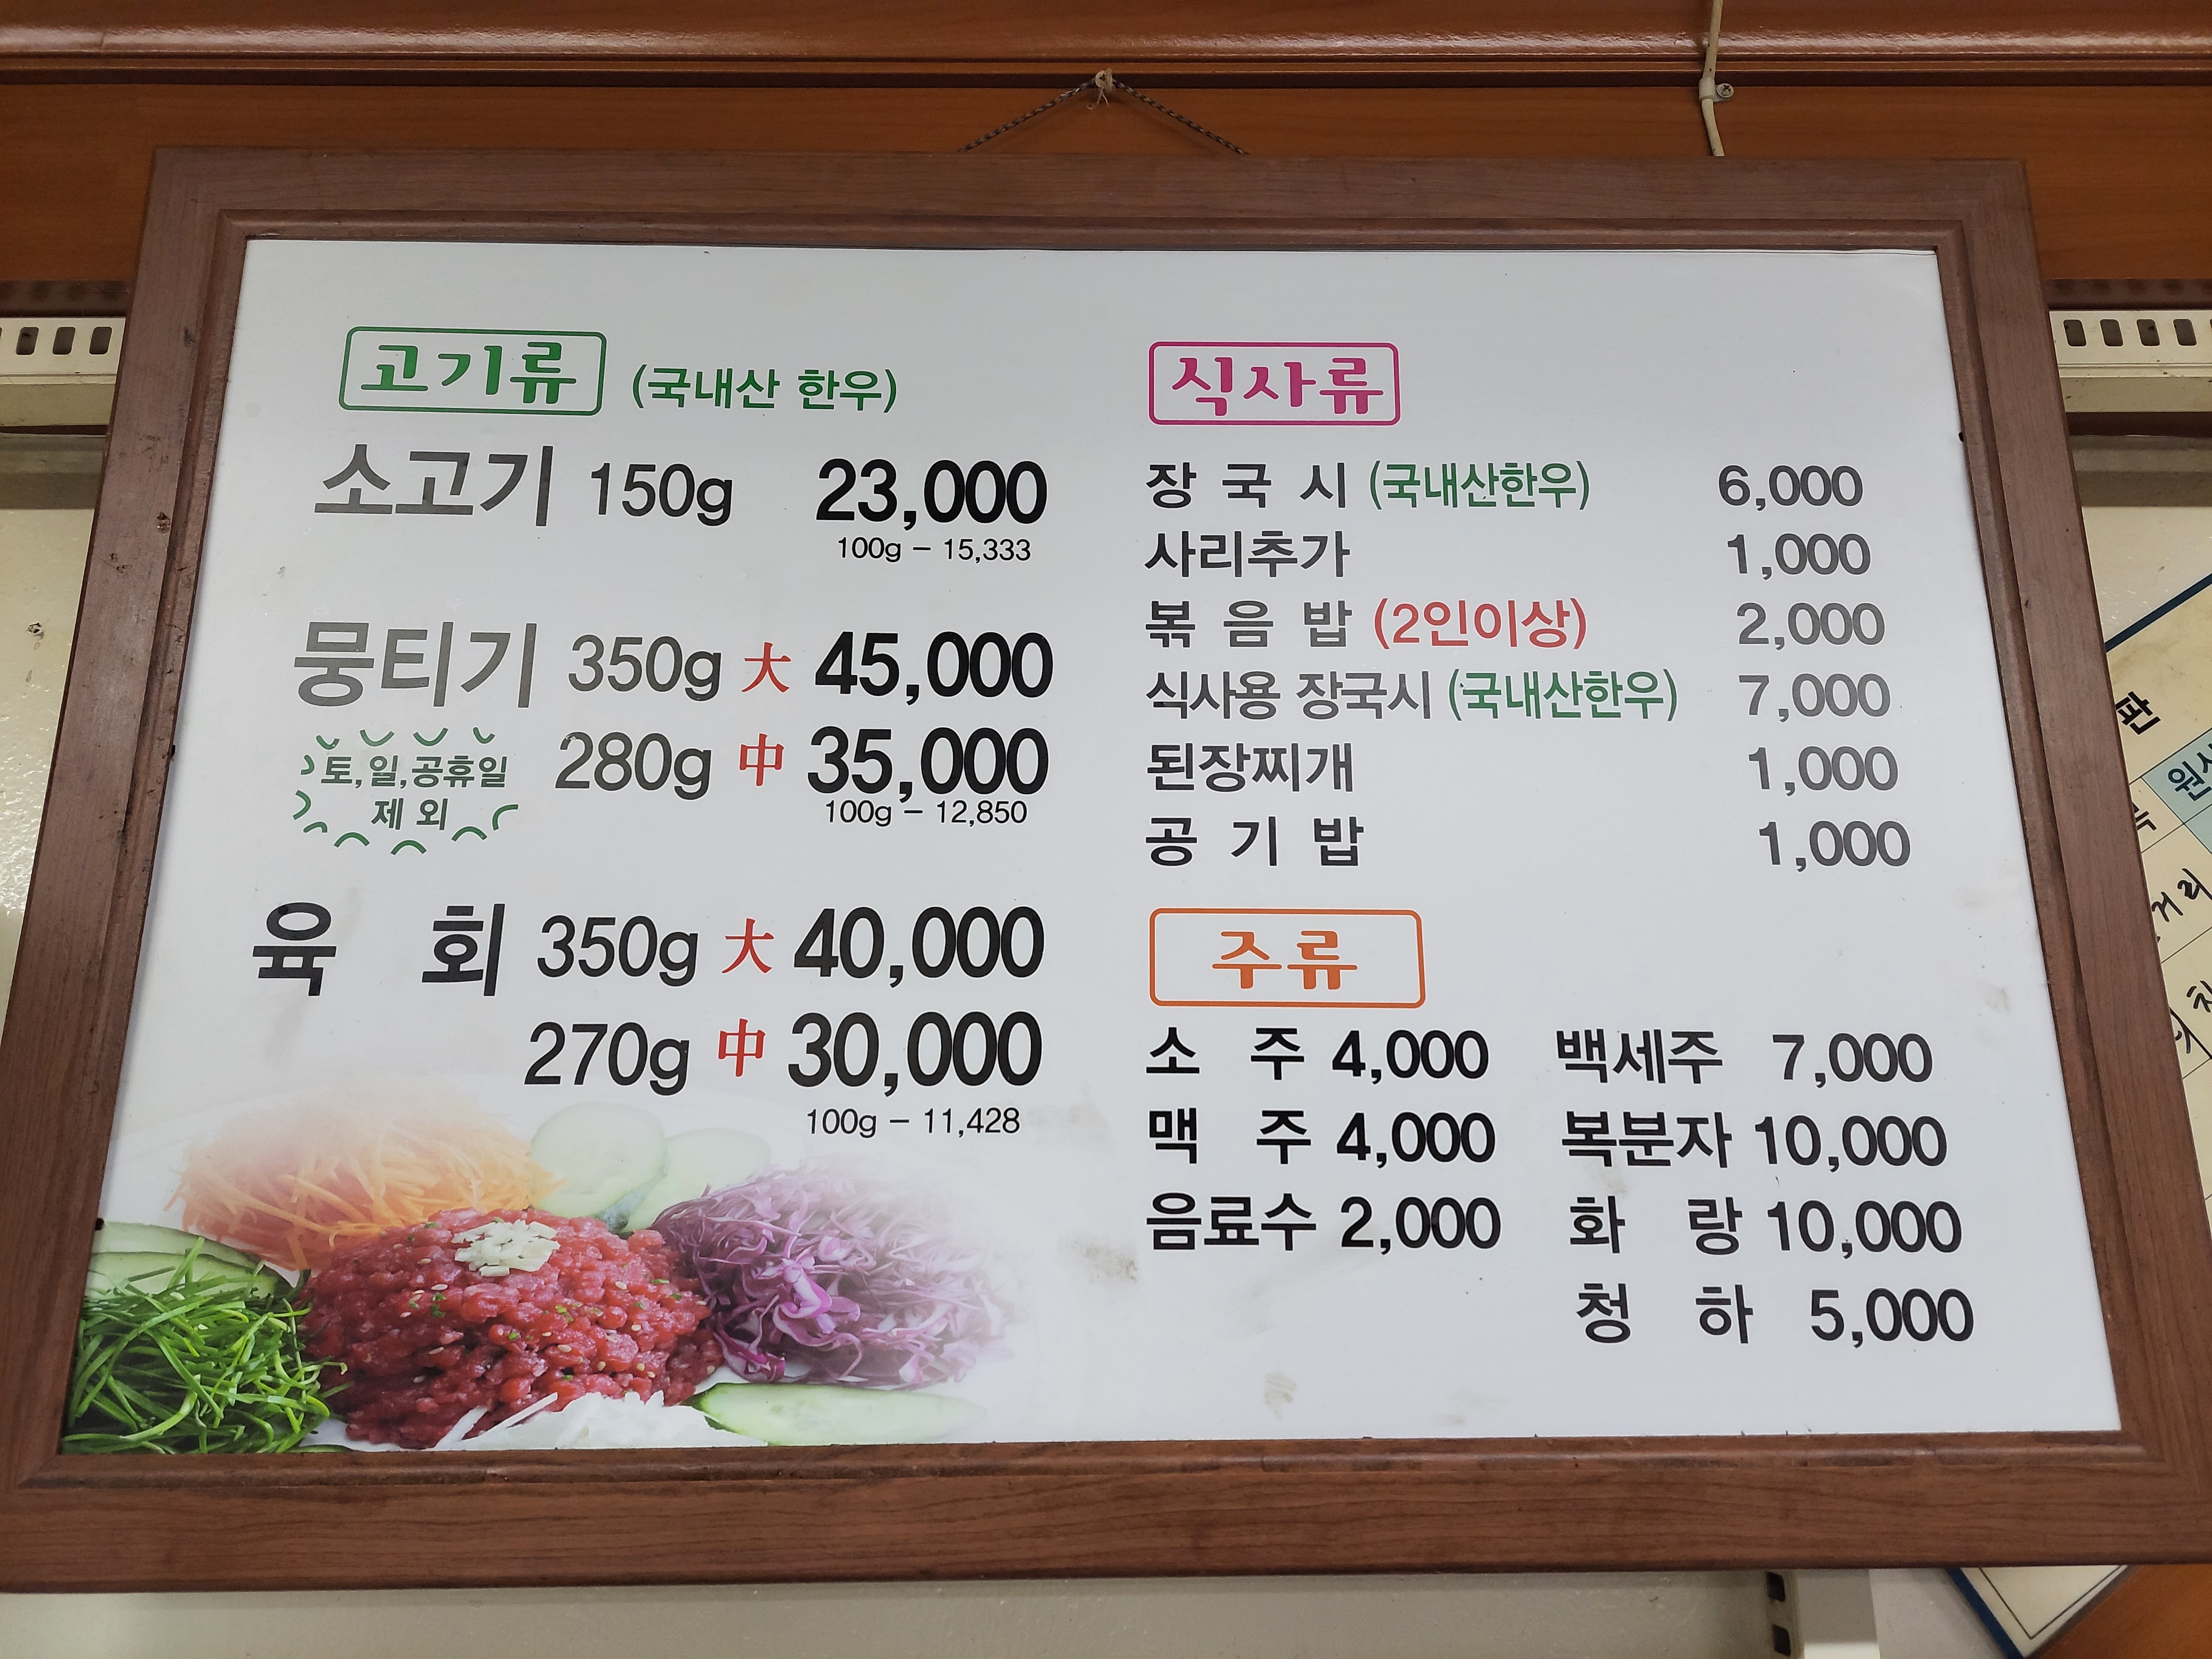 고기류 (국내산 한우)
소고기 150g 23,000
100g - 15,333
뭉티기 350g 大 45,000
토,일,공휴일
제 외
280g 中 35,000
100g - 12,850
육 회 350g 大 40,000
270g 中 30,000
100g - 11,428
식사류
장 국 시 (국내산한우) 6,000
사리추가 1,000
볶 음 밥 (2인이상) 2,000
식사용 장국시 (국내산한우) 7,000
된장찌개 1,000
공 기 밥 1,000
주류
소 주 4,000 백세주 7,000
맥 주 4,000 복분자 10,000
음료수 2,000 화 랑 10,000
청 하 5,000
판
거리